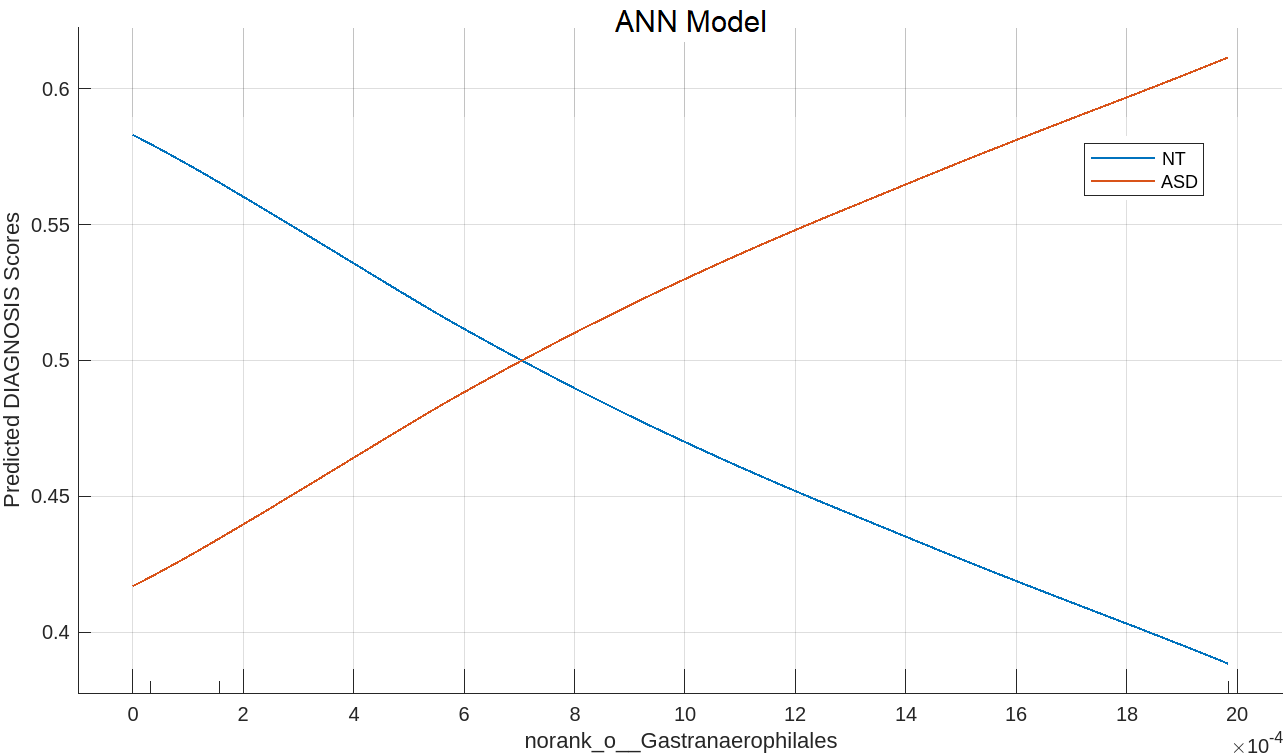 ANN Model
0.6
0.55
0.5
0.45
0.4
Predicted DIAGNOSIS Scores
NT
ASD
0 2 4 6 8 10 12 14 16 18 20
norank_o__Gastranaerophilales
×10-4